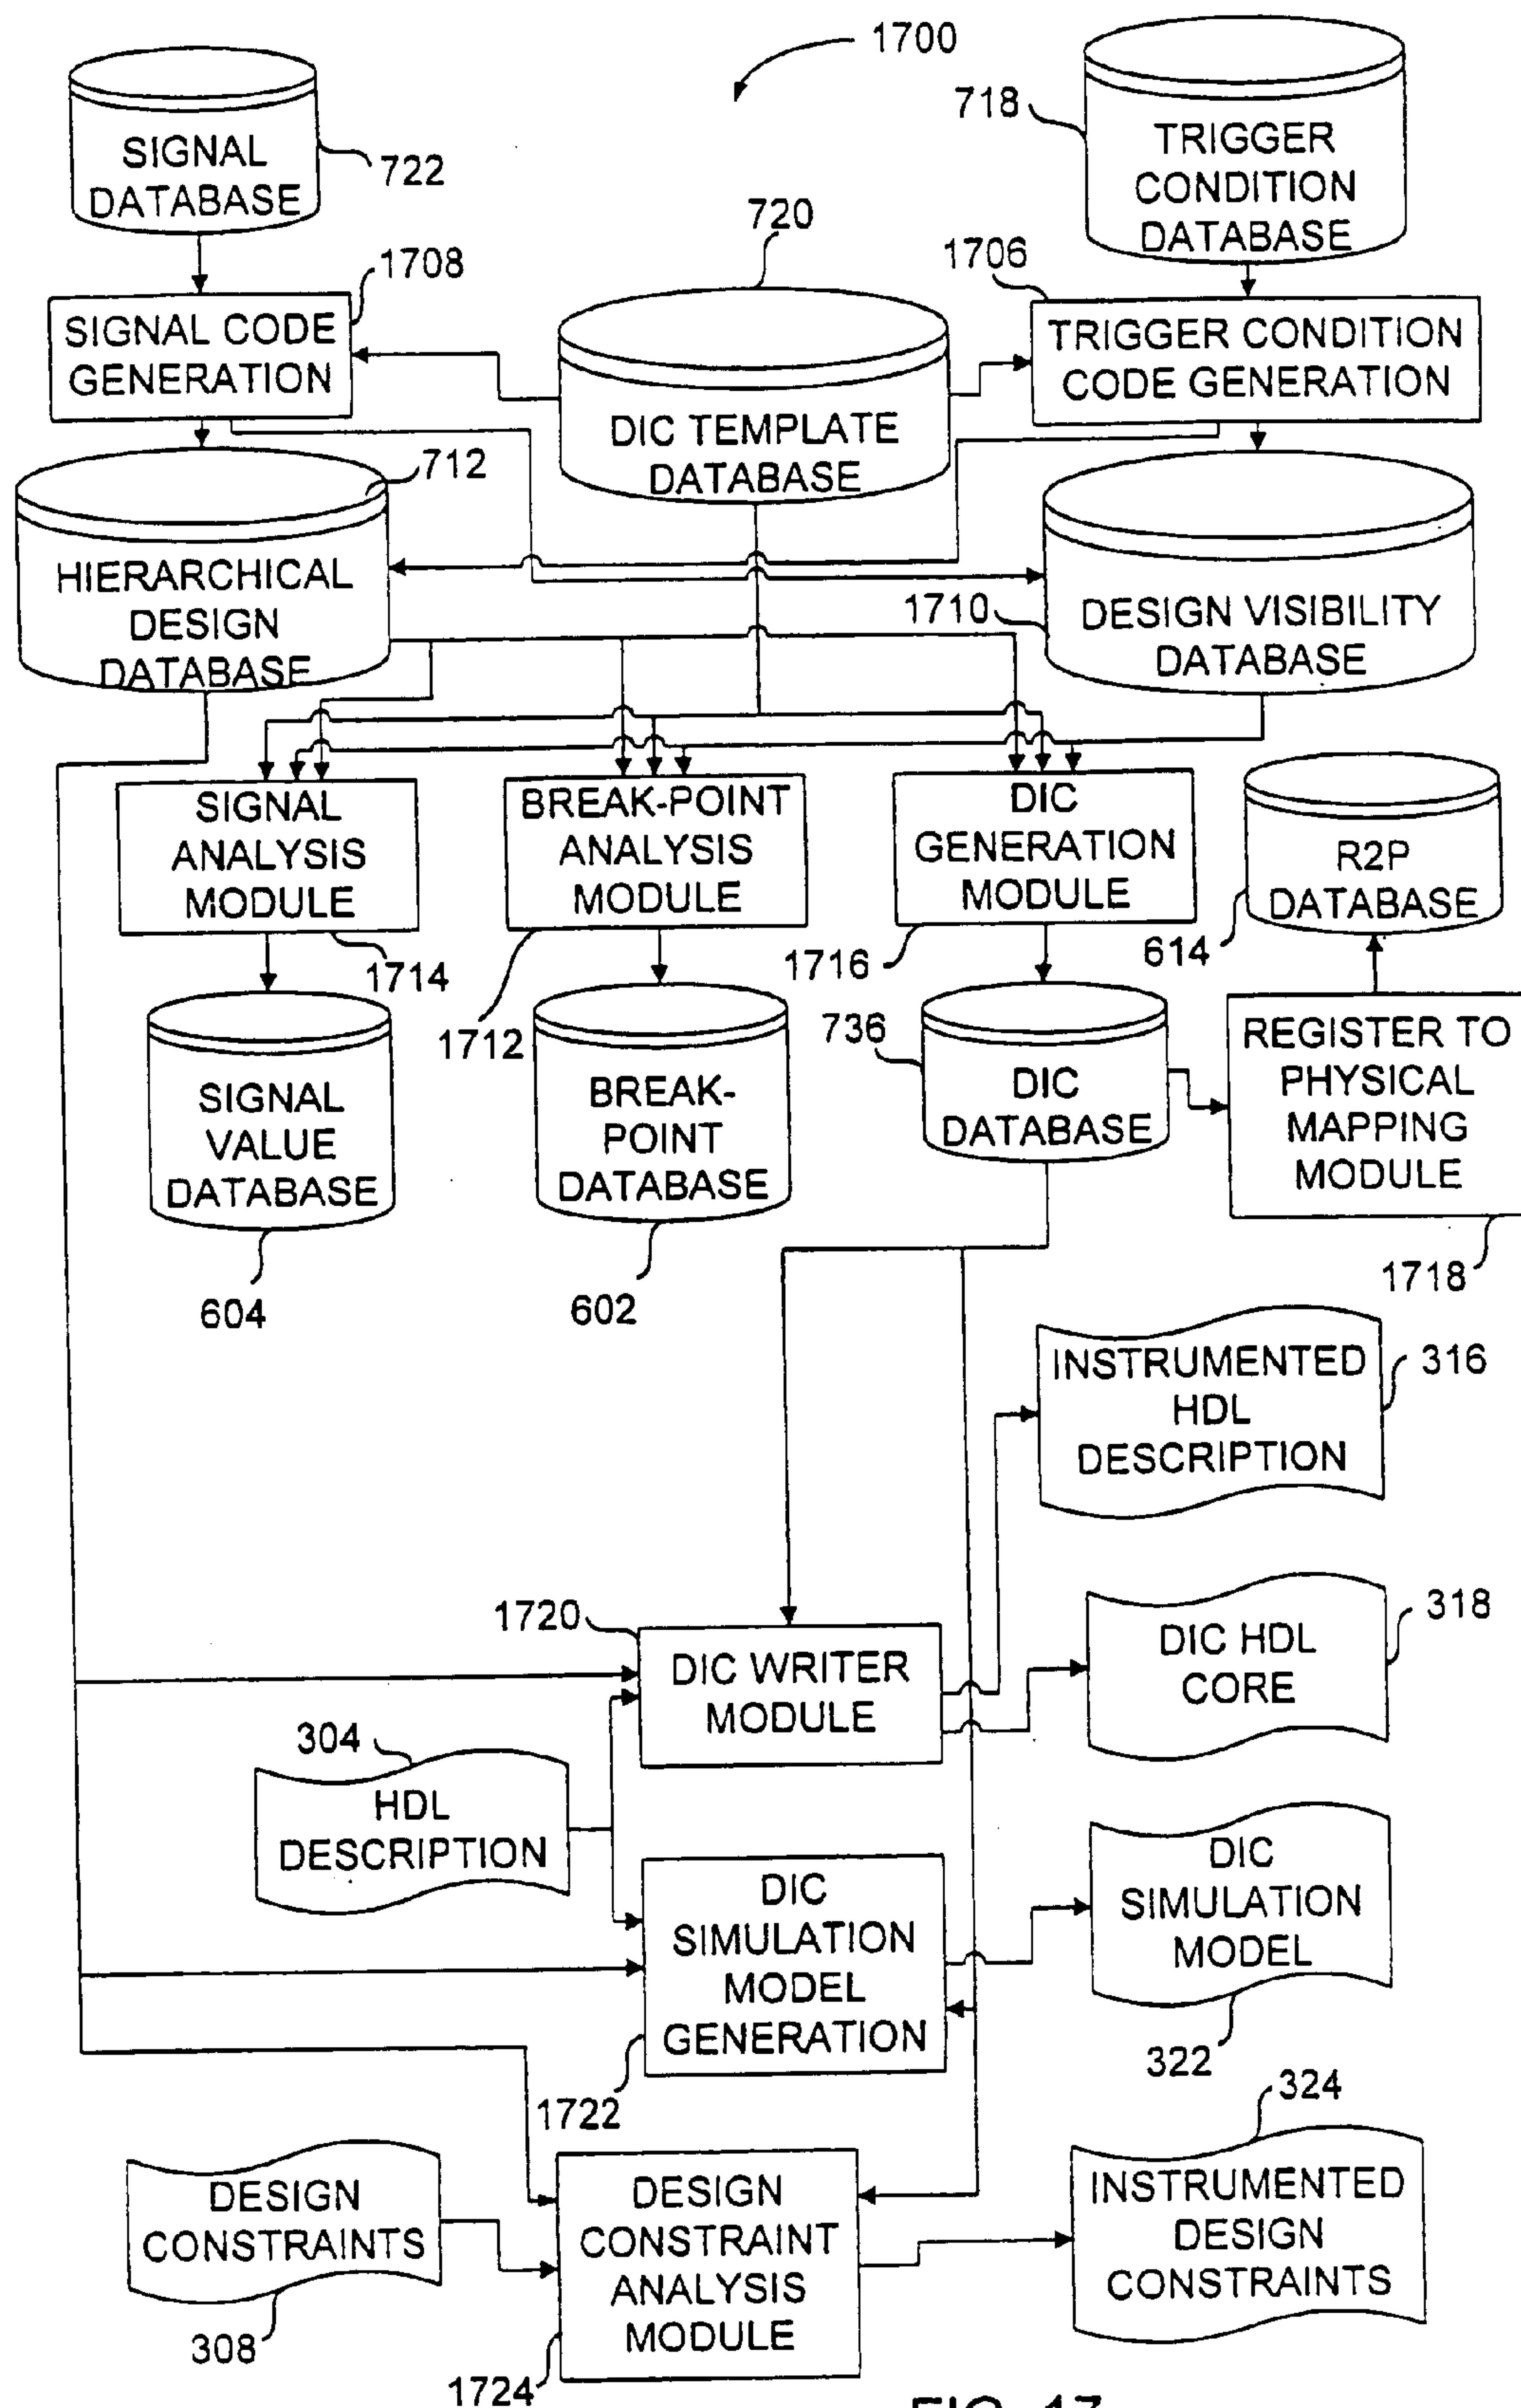 1700
SIGNAL
DATABASE
722
718
TRIGGER
CONDITION
DATABASE
720
1708
1706
SIGNAL CODE
GENERATION
TRIGGER CONDITION
CODE GENERATION
DIC TEMPLATE
DATABASE
712
HIERARCHICAL
DESIGN
DATABASE
1710
DESIGN VISIBILITY
DATABASE
SIGNAL
ANALYSIS
MODULE
1714
BREAK-POINT
ANALYSIS
MODULE
1712
DIC
GENERATION
MODULE
1716
R2P
DATABASE
614
SIGNAL
VALUE
DATABASE
604
BREAK-
POINT
DATABASE
602
736
DIC
DATABASE
REGISTER TO
PHYSICAL
MAPPING
MODULE
1718
INSTRUMENTED
HDL
DESCRIPTION
316
1720
DIC WRITER
MODULE
DIC HDL
CORE
318
304
HDL
DESCRIPTION
DIC
SIMULATION
MODEL
GENERATION
1722
DIC
SIMULATION
MODEL
322
324
DESIGN
CONSTRAINTS
308
DESIGN
CONSTRAINT
ANALYSIS
MODULE
1724
INSTRUMENTED
DESIGN
CONSTRAINTS
FIG. 17